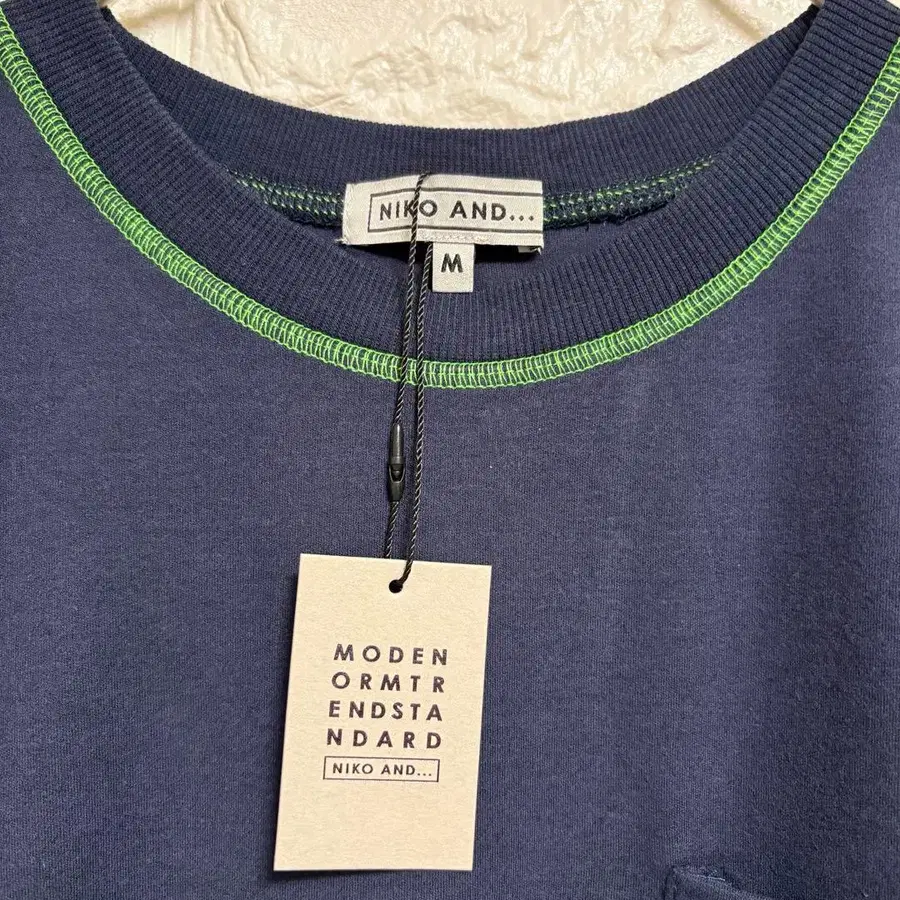 NIKO AND...
M
MODEN
ORMTR
ENDSTA
NDARD
NIKO AND...